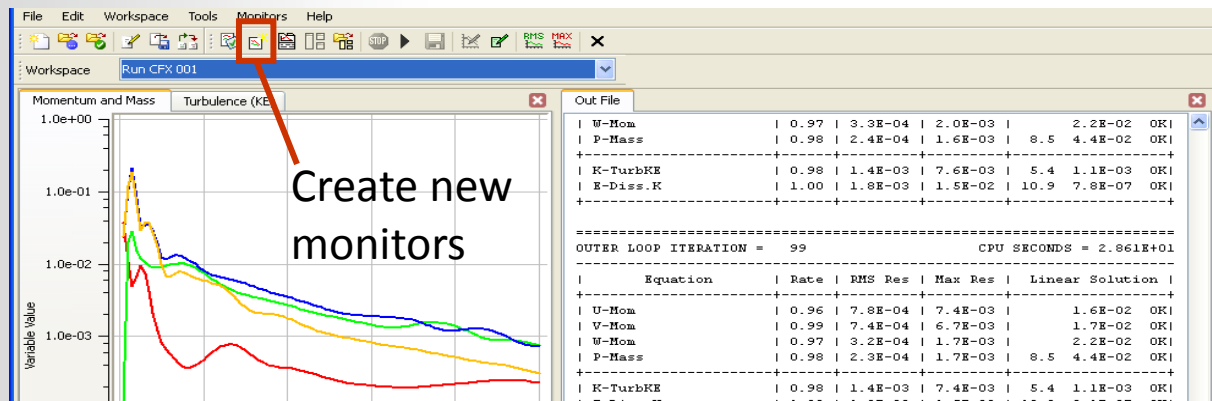 File Edit Workspace Tools Monitors Help
STOP RMS MAX
Workspace Run CFX 001
Momentum and Mass Turbulence (KE)
1.0e+00
1.0e-01
1.0e-02
1.0e-03
Variable Value
Create new
monitors
Out File
| W-Mom | 0.97 | 3.3E-04 | 2.0E-03 | 2.2E-02 OK|
| P-Mass | 0.98 | 2.4E-04 | 1.6E-03 | 8.5 4.4E-02 OK|
+----------------------+------+---------+---------+------------------+
| K-TurbKE | 0.98 | 1.4E-03 | 7.6E-03 | 5.4 1.1E-03 OK|
| E-Diss.K | 1.00 | 1.8E-03 | 1.5E-02 | 10.9 7.8E-07 OK|
+----------------------+------+---------+---------+------------------+
======================================================================
OUTER LOOP ITERATION = 99 CPU SECONDS = 2.861E+01
----------------------------------------------------------------------
| Equation | Rate | RMS Res | Max Res | Linear Solution |
+----------------------+------+---------+---------+------------------+
| U-Mom | 0.96 | 7.8E-04 | 7.4E-03 | 1.6E-02 OK|
| V-Mom | 0.99 | 7.4E-04 | 6.7E-03 | 1.7E-02 OK|
| W-Mom | 0.97 | 3.2E-04 | 1.7E-03 | 2.2E-02 OK|
| P-Mass | 0.98 | 2.3E-04 | 1.7E-03 | 8.5 4.4E-02 OK|
+----------------------+------+---------+---------+------------------+
| K-TurbKE | 0.98 | 1.4E-03 | 7.4E-03 | 5.4 1.1E-03 OK|